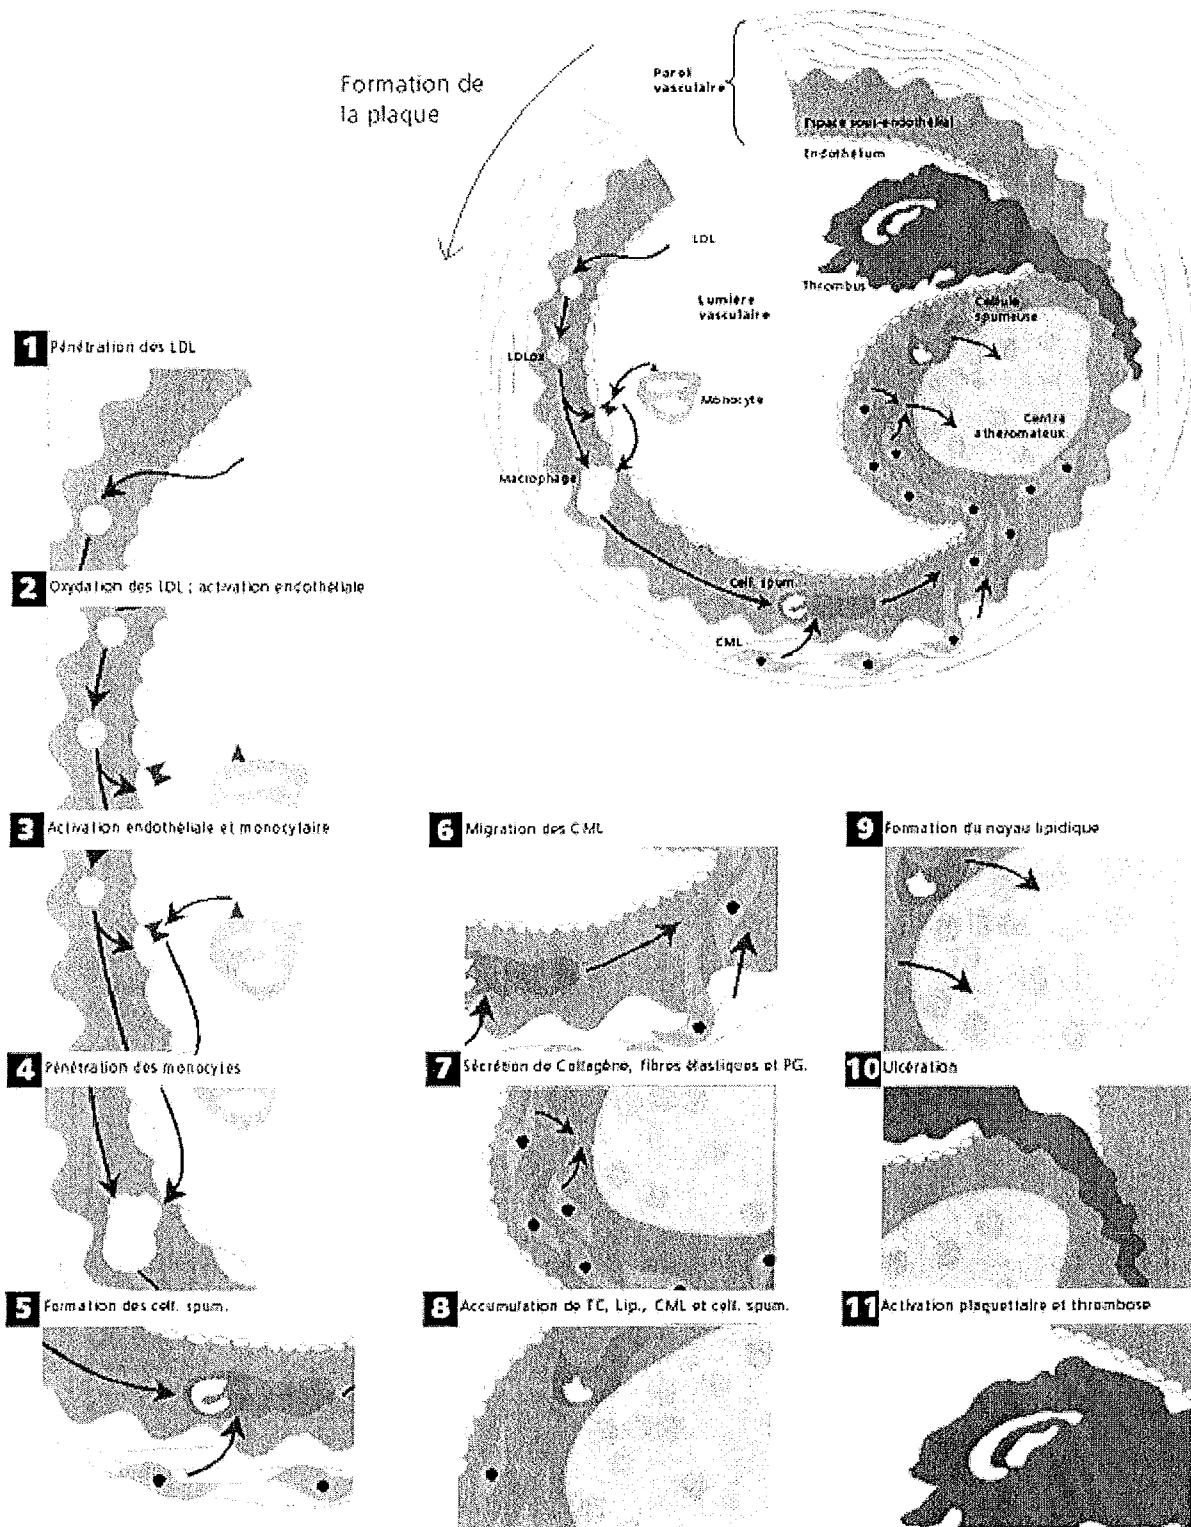 Formation de
la plaque
Paroi
vasculaire
Espace sous-endothélial
Endothélium
LDL
Thrombus
Lumière
vasculaire
Cellule
spumeuse
LDLox
Monocyte
Centre
athéromateux
Macrophage
Cell. spum.
CML
1 Pénétration des LDL
2 Oxydation des LDL ; activation endothéliale
3 Activation endothéliale et monocytaire
4 Pénétration des monocytes
5 Formation des cell. spum.
6 Migration des CML
7 Sécrétion de Collagène, fibres élastiques et PG.
8 Accumulation de TC, Lip., CML et cell. spum.
9 Formation du noyau lipidique
10 Ulcération
11 Activation plaquettaire et thrombose